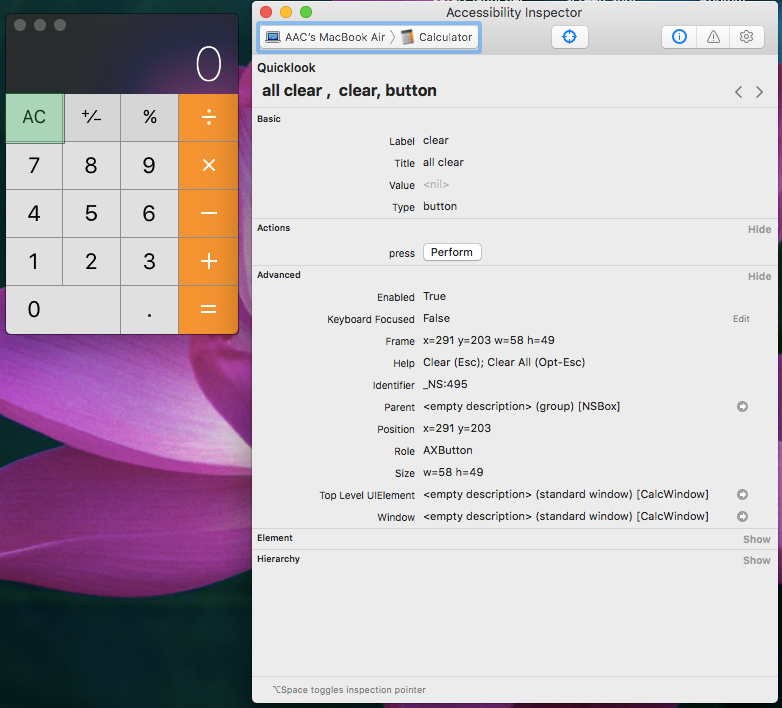 0
AC ⁺∕₋ % ÷
7 8 9 ×
4 5 6 −
1 2 3 +
0 . =
Accessibility Inspector
AAC's MacBook Air 〉 Calculator
Quicklook
all clear , clear, button
Basic
Label clear
Title all clear
Value <nil>
Type button
Actions Hide
press Perform
Advanced Hide
Enabled True
Keyboard Focused False Edit
Frame x=291 y=203 w=58 h=49
Help Clear (Esc); Clear All (Opt-Esc)
Identifier _NS:495
Parent <empty description> (group) [NSBox]
Position x=291 y=203
Role AXButton
Size w=58 h=49
Top Level UIElement <empty description> (standard window) [CalcWindow]
Window <empty description> (standard window) [CalcWindow]
Element Show
Hierarchy Show
⌥Space toggles inspection pointer